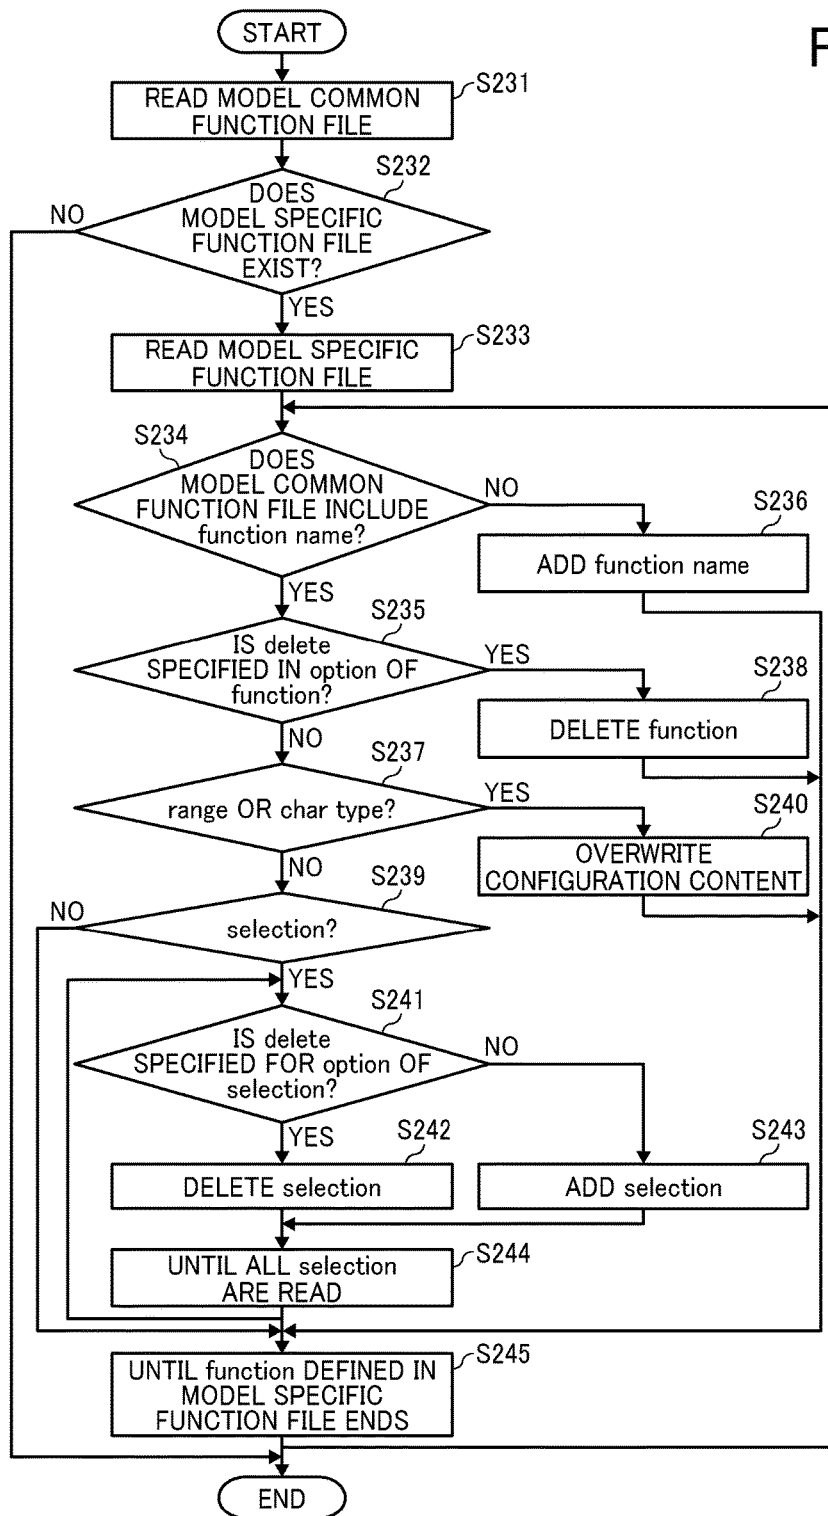 START
F
READ MODEL COMMON
FUNCTION FILE
S231
DOES
MODEL SPECIFIC
FUNCTION FILE
EXIST?
S232
NO
YES
READ MODEL SPECIFIC
FUNCTION FILE
S233
S234
DOES
MODEL COMMON
FUNCTION FILE INCLUDE
function name?
NO
S236
ADD function name
YES
S235
IS delete
SPECIFIED IN option OF
function?
YES
S238
DELETE function
NO
S237
range OR char type?
YES
S240
OVERWRITE
CONFIGURATION CONTENT
NO
S239
NO
selection?
YES
S241
IS delete
SPECIFIED FOR option OF
selection?
NO
YES
S242
DELETE selection
S243
ADD selection
S244
UNTIL ALL selection
ARE READ
S245
UNTIL function DEFINED IN
MODEL SPECIFIC
FUNCTION FILE ENDS
END